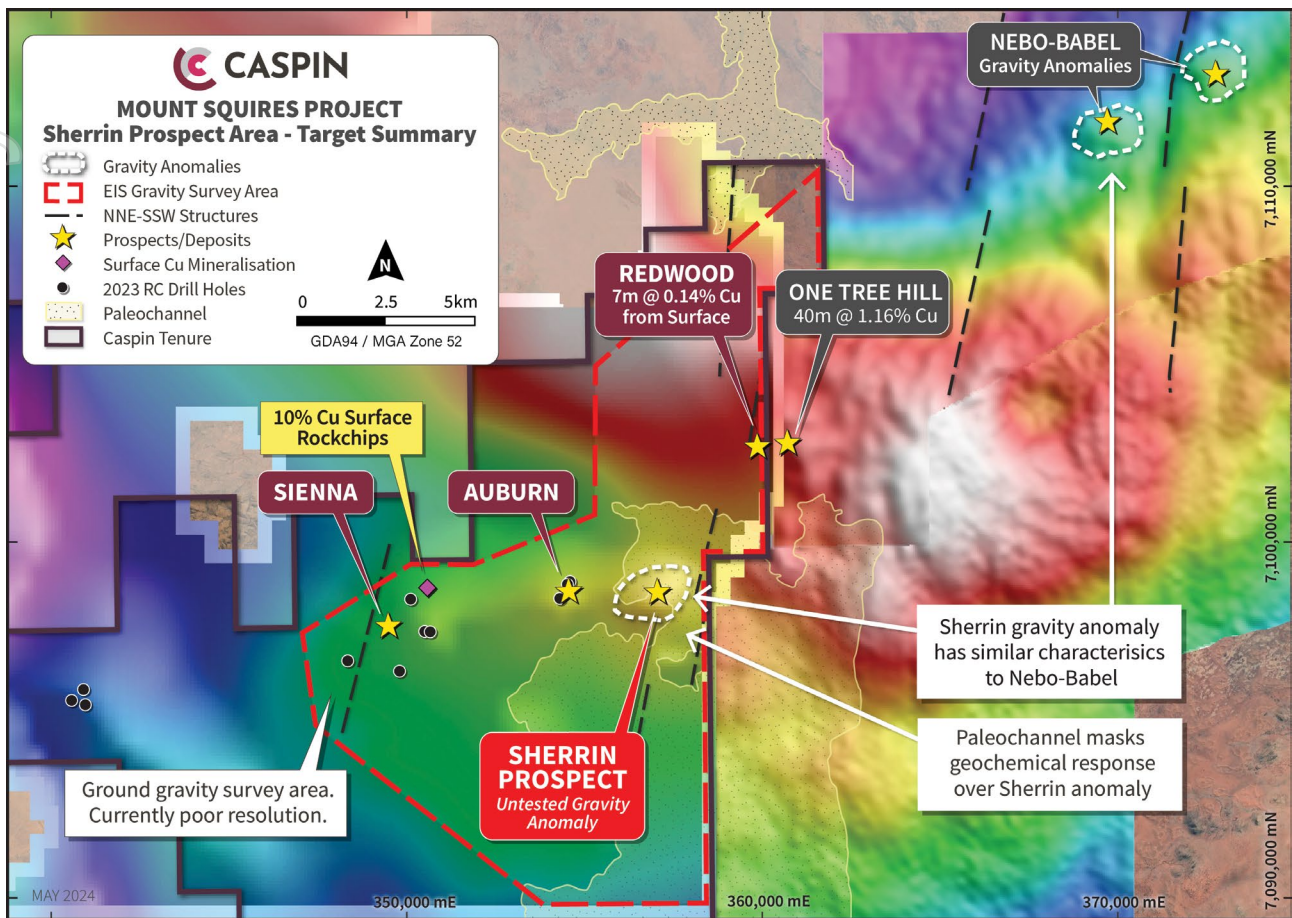 CASPIN
MOUNT SQUIRES PROJECT
Sherrin Prospect Area - Target Summary
Gravity Anomalies
EIS Gravity Survey Area
NNE-SSW Structures
Prospects/Deposits
Surface Cu Mineralisation
2023 RC Drill Holes
Paleochannel
Caspin Tenure
N
0 2.5 5km
GDA94 / MGA Zone 52
NEBO-BABEL
Gravity Anomalies
7,110,000 mN
REDWOOD
7m @ 0.14% Cu
from Surface
ONE TREE HILL
40m @ 1.16% Cu
10% Cu Surface
Rockchips
SIENNA
AUBURN
7,100,000 mN
Sherrin gravity anomaly
has similar characterisics
to Nebo-Babel
Paleochannel masks
geochemical response
over Sherrin anomaly
SHERRIN
PROSPECT
Untested Gravity
Anomaly
Ground gravity survey area.
Currently poor resolution.
7,090,000 mN
MAY 2024
350,000 mE
360,000 mE
370,000 mE